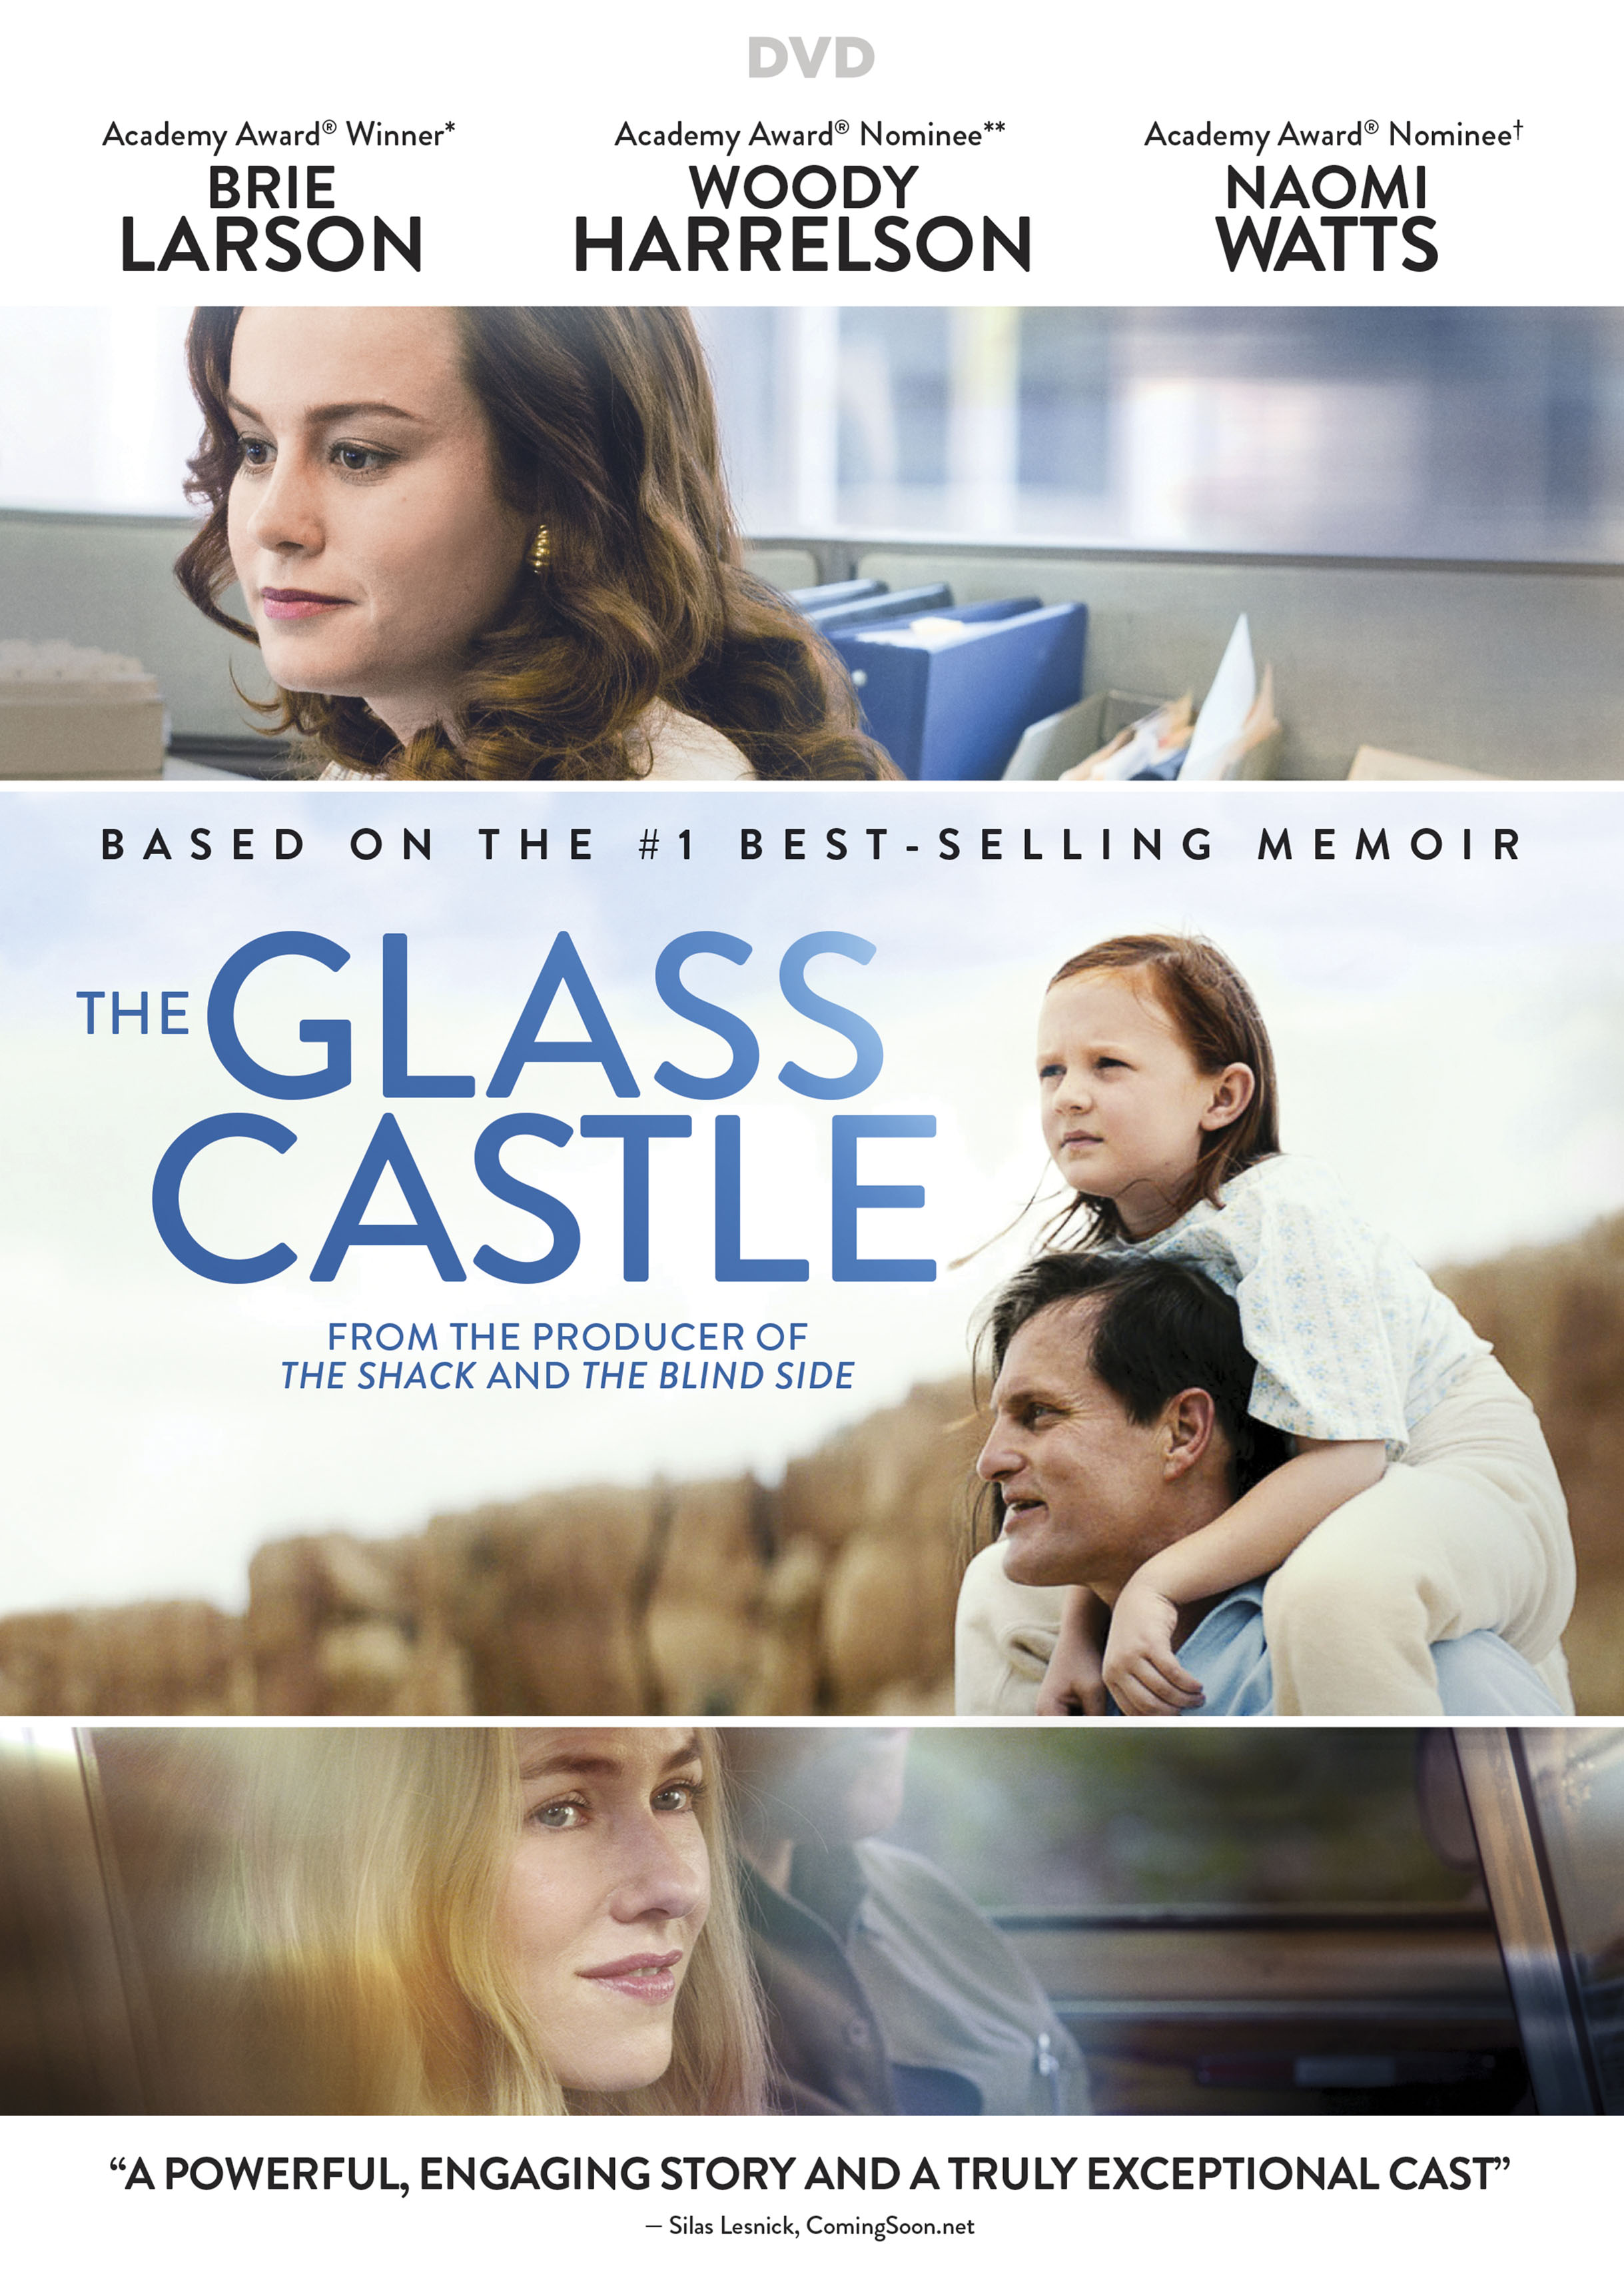 DVD
Academy Award® Winner*
BRIE
LARSON
Academy Award® Nominee**
WOODY
HARRELSON
Academy Award® Nominee†
NAOMI
WATTS
BASED ON THE #1 BEST-SELLING MEMOIR
THE GLASS
CASTLE
FROM THE PRODUCER OF
THE SHACK AND THE BLIND SIDE
“A POWERFUL, ENGAGING STORY AND A TRULY EXCEPTIONAL CAST”
– Silas Lesnick, ComingSoon.net